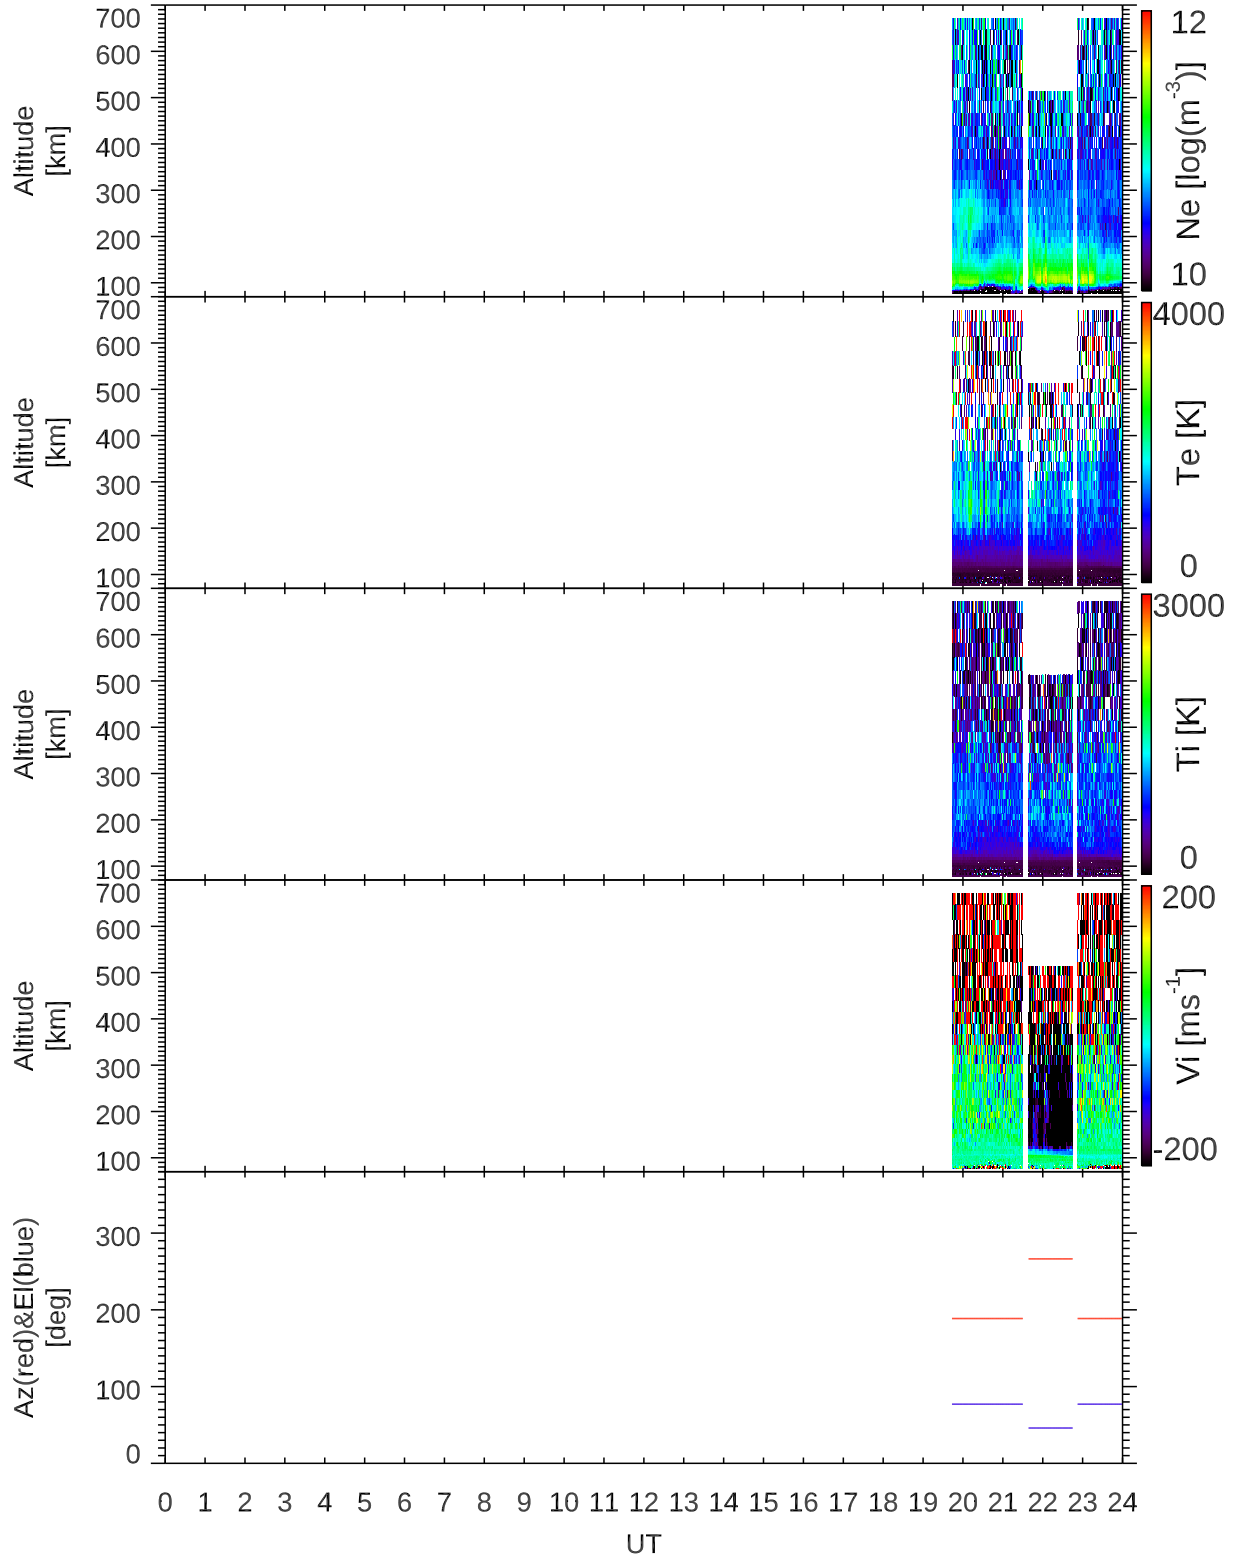 700
600
500
400
300
200
100
Altitude
[km]
12
Ne [log(m⁻³)]
10
700
600
500
400
300
200
100
Altitude
[km]
4000
Te [K]
0
700
600
500
400
300
200
100
Altitude
[km]
3000
Ti [K]
0
700
600
500
400
300
200
100
Altitude
[km]
200
Vi [ms⁻¹]
-200
300
200
100
0
Az(red)&El(blue)
[deg]
0 1 2 3 4 5 6 7 8 9 10 11 12 13 14 15 16 17 18 19 20 21 22 23 24
UT